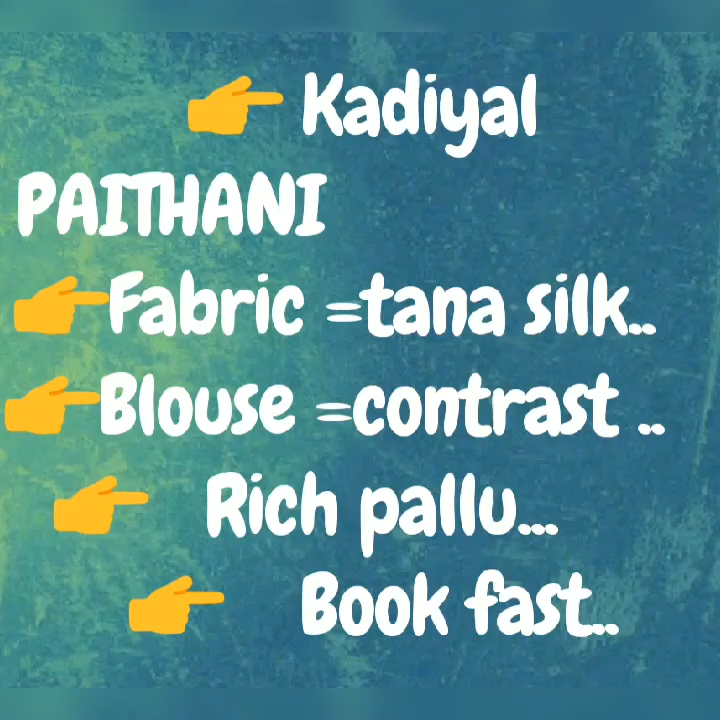 👉 Kadiyal
PAITHANI
👉Fabric =tana silk..
👉Blouse =contrast ..
👉 Rich pallu...
👉 Book fast..